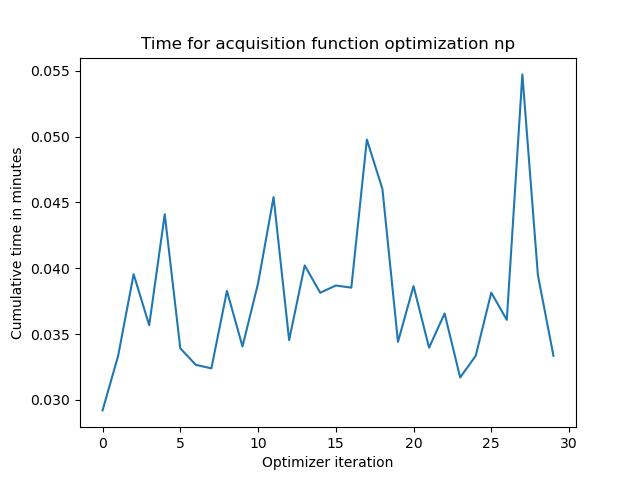 Time for acquisition function optimization np
0.055
0.050
0.045
0.040
0.035
0.030
Cumulative time in minutes
0 5 10 15 20 25 30
Optimizer iteration